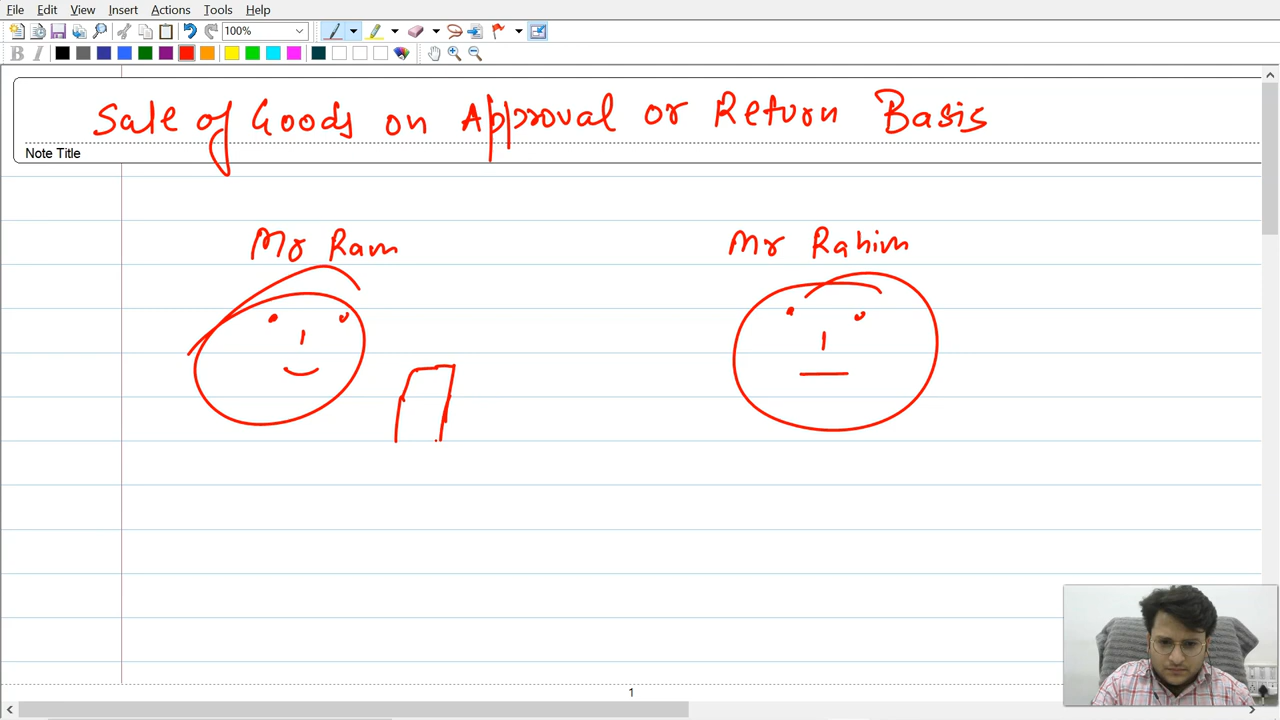 File Edit View Insert Actions Tools Help
100%
B I
Sale of Goods on Approval or Return Basis
Note Title
Mr Ram Mr Rahim
1